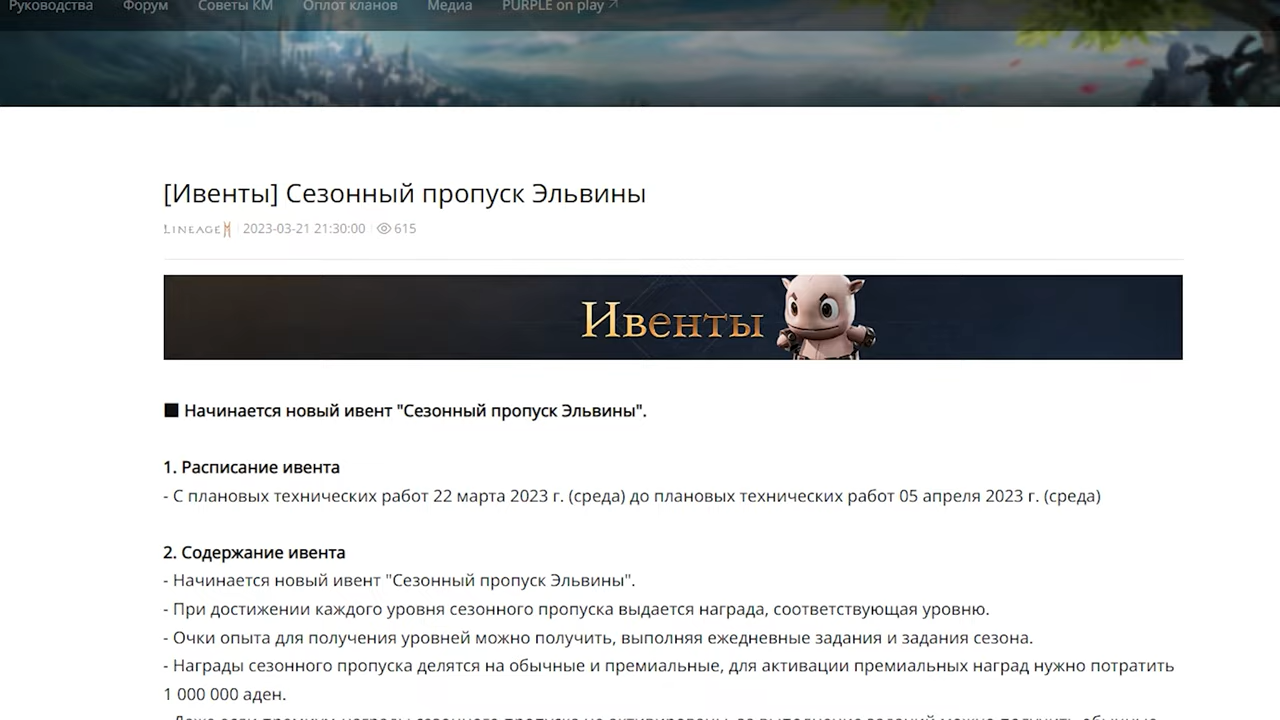 Руководства Форум Советы КМ Оплот кланов Медиа PURPLE on play
[Ивенты] Сезонный пропуск Эльвины
LINEAGE M 2023-03-21 21:30:00 615
Ивенты
■ Начинается новый ивент "Сезонный пропуск Эльвины".
1. Расписание ивента
- С плановых технических работ 22 марта 2023 г. (среда) до плановых технических работ 05 апреля 2023 г. (среда)
2. Содержание ивента
- Начинается новый ивент "Сезонный пропуск Эльвины".
- При достижении каждого уровня сезонного пропуска выдается награда, соответствующая уровню.
- Очки опыта для получения уровней можно получить, выполняя ежедневные задания и задания сезона.
- Награды сезонного пропуска делятся на обычные и премиальные, для активации премиальных наград нужно потратить
1 000 000 аден.